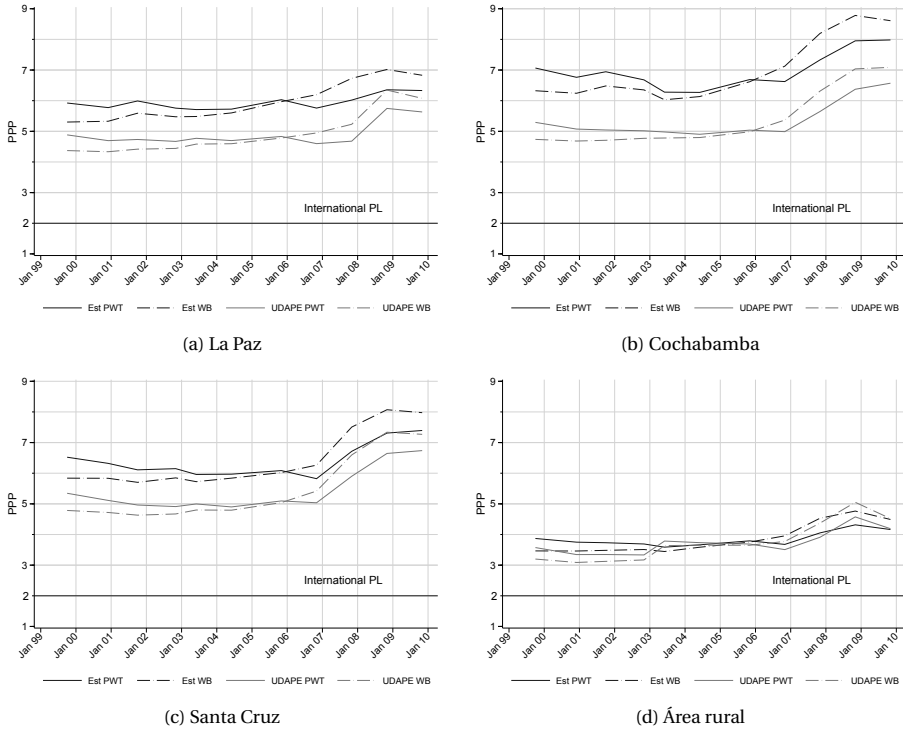 9
7
5
3
2
1
PPP
International PL
Jan 99
Jan 00
Jan 01
Jan 02
Jan 03
Jan 04
Jan 05
Jan 06
Jan 07
Jan 08
Jan 09
Jan 10
Est PWT Est WB UDAPE PWT UDAPE WB
(a) La Paz
9
7
5
3
2
1
PPP
International PL
Jan 99
Jan 00
Jan 01
Jan 02
Jan 03
Jan 04
Jan 05
Jan 06
Jan 07
Jan 08
Jan 09
Jan 10
Est PWT Est WB UDAPE PWT UDAPE WB
(b) Cochabamba
9
7
5
3
2
1
PPP
International PL
Jan 99
Jan 00
Jan 01
Jan 02
Jan 03
Jan 04
Jan 05
Jan 06
Jan 07
Jan 08
Jan 09
Jan 10
Est PWT Est WB UDAPE PWT UDAPE WB
(c) Santa Cruz
9
7
5
3
2
1
PPP
International PL
Jan 99
Jan 00
Jan 01
Jan 02
Jan 03
Jan 04
Jan 05
Jan 06
Jan 07
Jan 08
Jan 09
Jan 10
Est PWT Est WB UDAPE PWT UDAPE WB
(d) Área rural